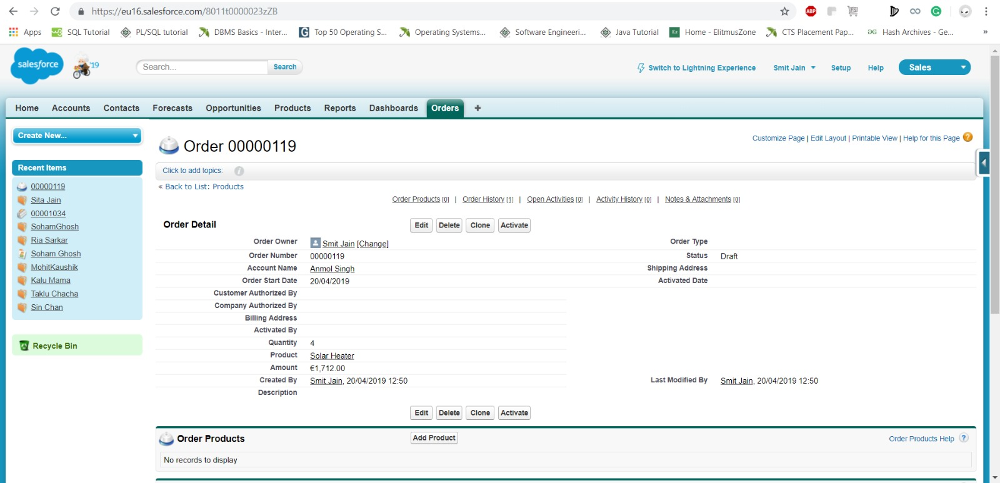 https://eu16.salesforce.com/8011t0000023zZB
ABP
Apps SQL Tutorial PL/SQL tutorial DBMS Basics - Inter... Top 50 Operating S... Operating Systems... Software Engineeri... Java Tutorial Home - ElitmusZone CTS Placement Pap... Hash Archives - Ge... »
salesforce '19 Search... Search Switch to Lightning Experience Smit Jain Setup Help Sales
Home Accounts Contacts Forecasts Opportunities Products Reports Dashboards Orders +
Create New...
Recent Items
00000119
Sita Jain
00001034
SohamGhosh
Ria Sarkar
Soham Ghosh
MohitKaushik
Kalu Mama
Taklu Chacha
Sin Chan
Recycle Bin
Order 00000119
Customize Page | Edit Layout | Printable View | Help for this Page ?
Click to add topics: i
« Back to List: Products
Order Products [0] | Order History [1] | Open Activities [0] | Activity History [0] | Notes & Attachments [0]
Order Detail Edit Delete Clone Activate
Order Owner Smit Jain [Change] Order Type
Order Number 00000119 Status Draft
Account Name Anmol Singh Shipping Address
Order Start Date 20/04/2019 Activated Date
Customer Authorized By
Company Authorized By
Billing Address
Activated By
Quantity 4
Product Solar Heater
Amount €1,712.00
Created By Smit Jain, 20/04/2019 12:50 Last Modified By Smit Jain, 20/04/2019 12:50
Description
Edit Delete Clone Activate
Order Products Add Product Order Products Help ?
No records to display